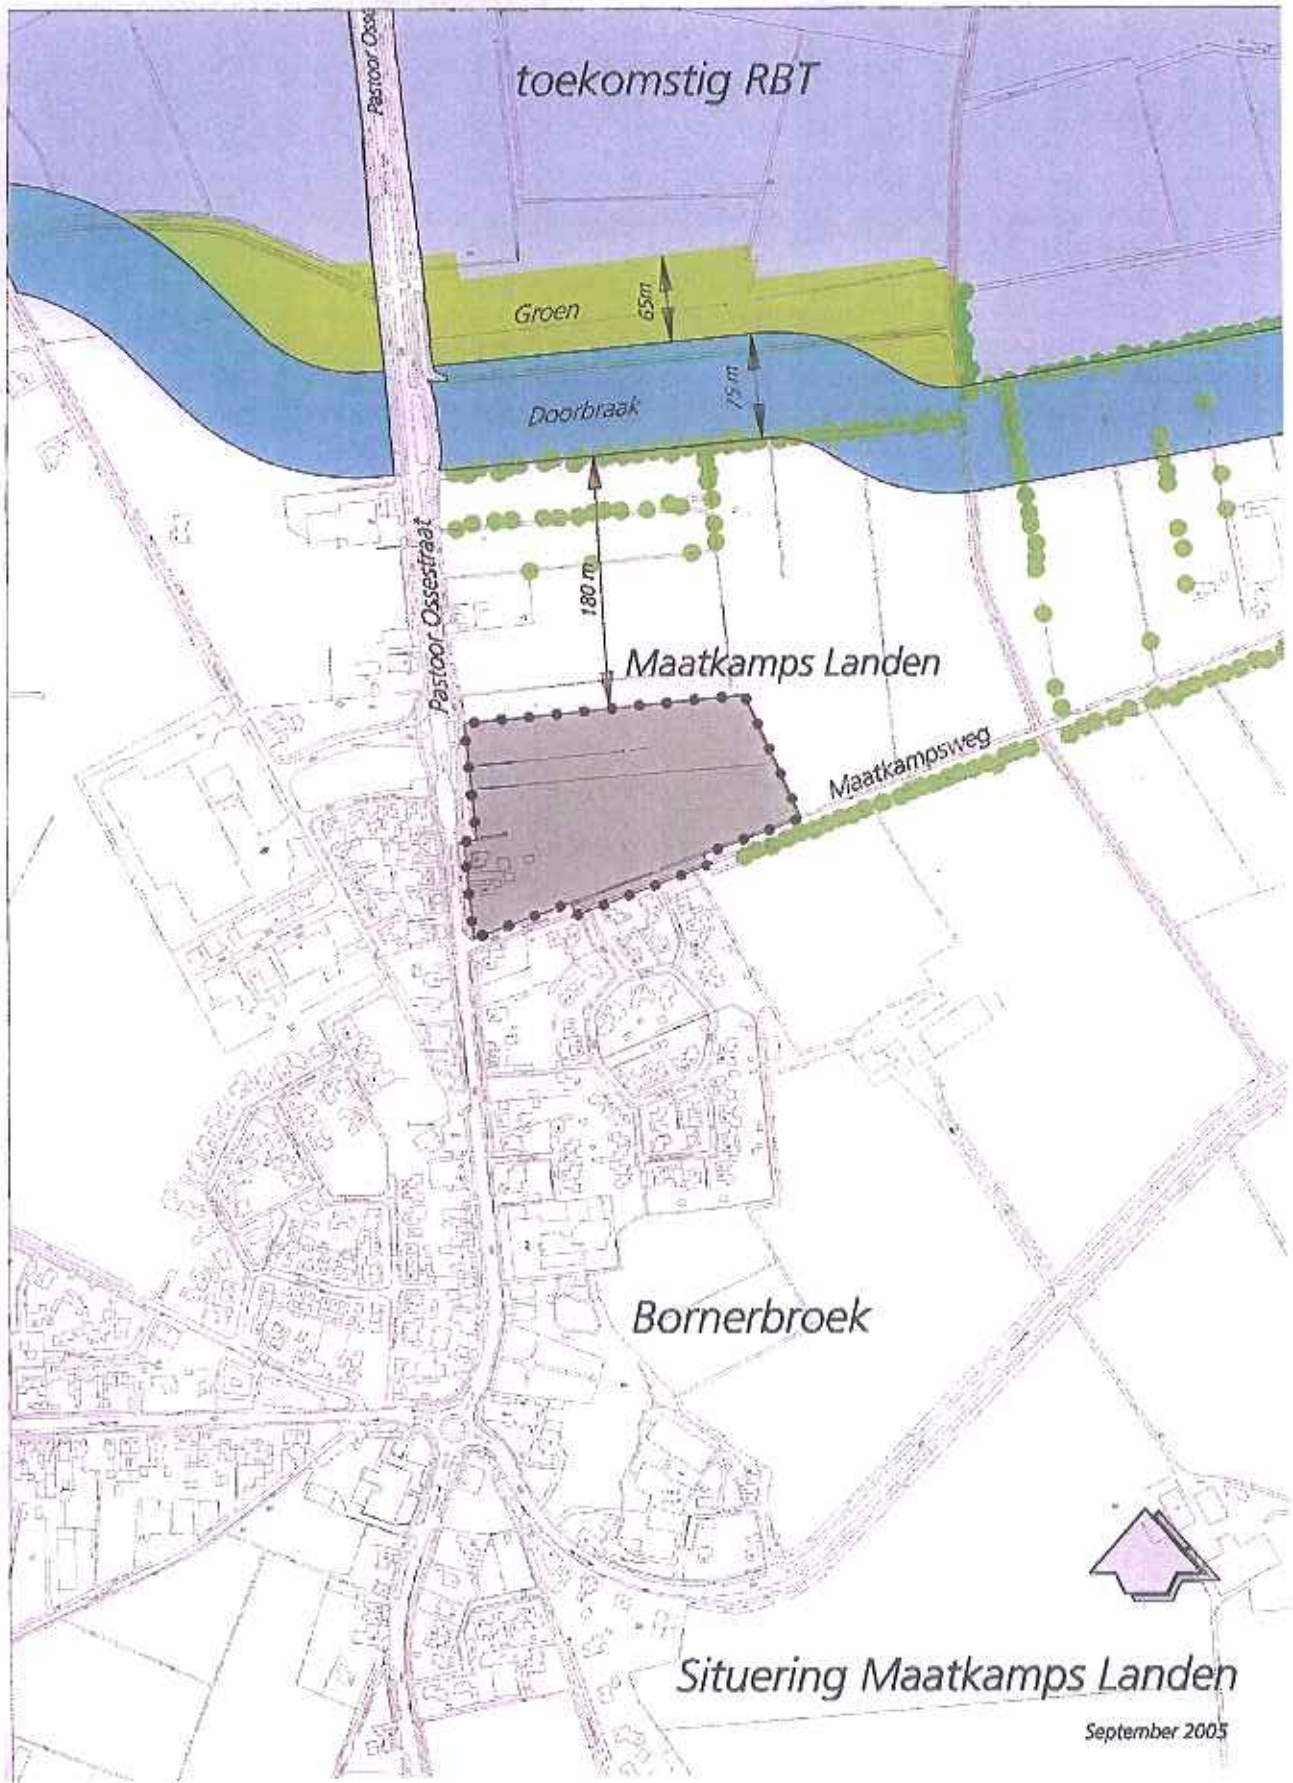 Pastoor Osse
toekomstig RBT
Groen
65m
Doorbraak
75 m
Pastoor Ossestraat
180 m
Maatkamps Landen
Maatkampsweg
Bornerbroek
Situering Maatkamps Landen
September 2005